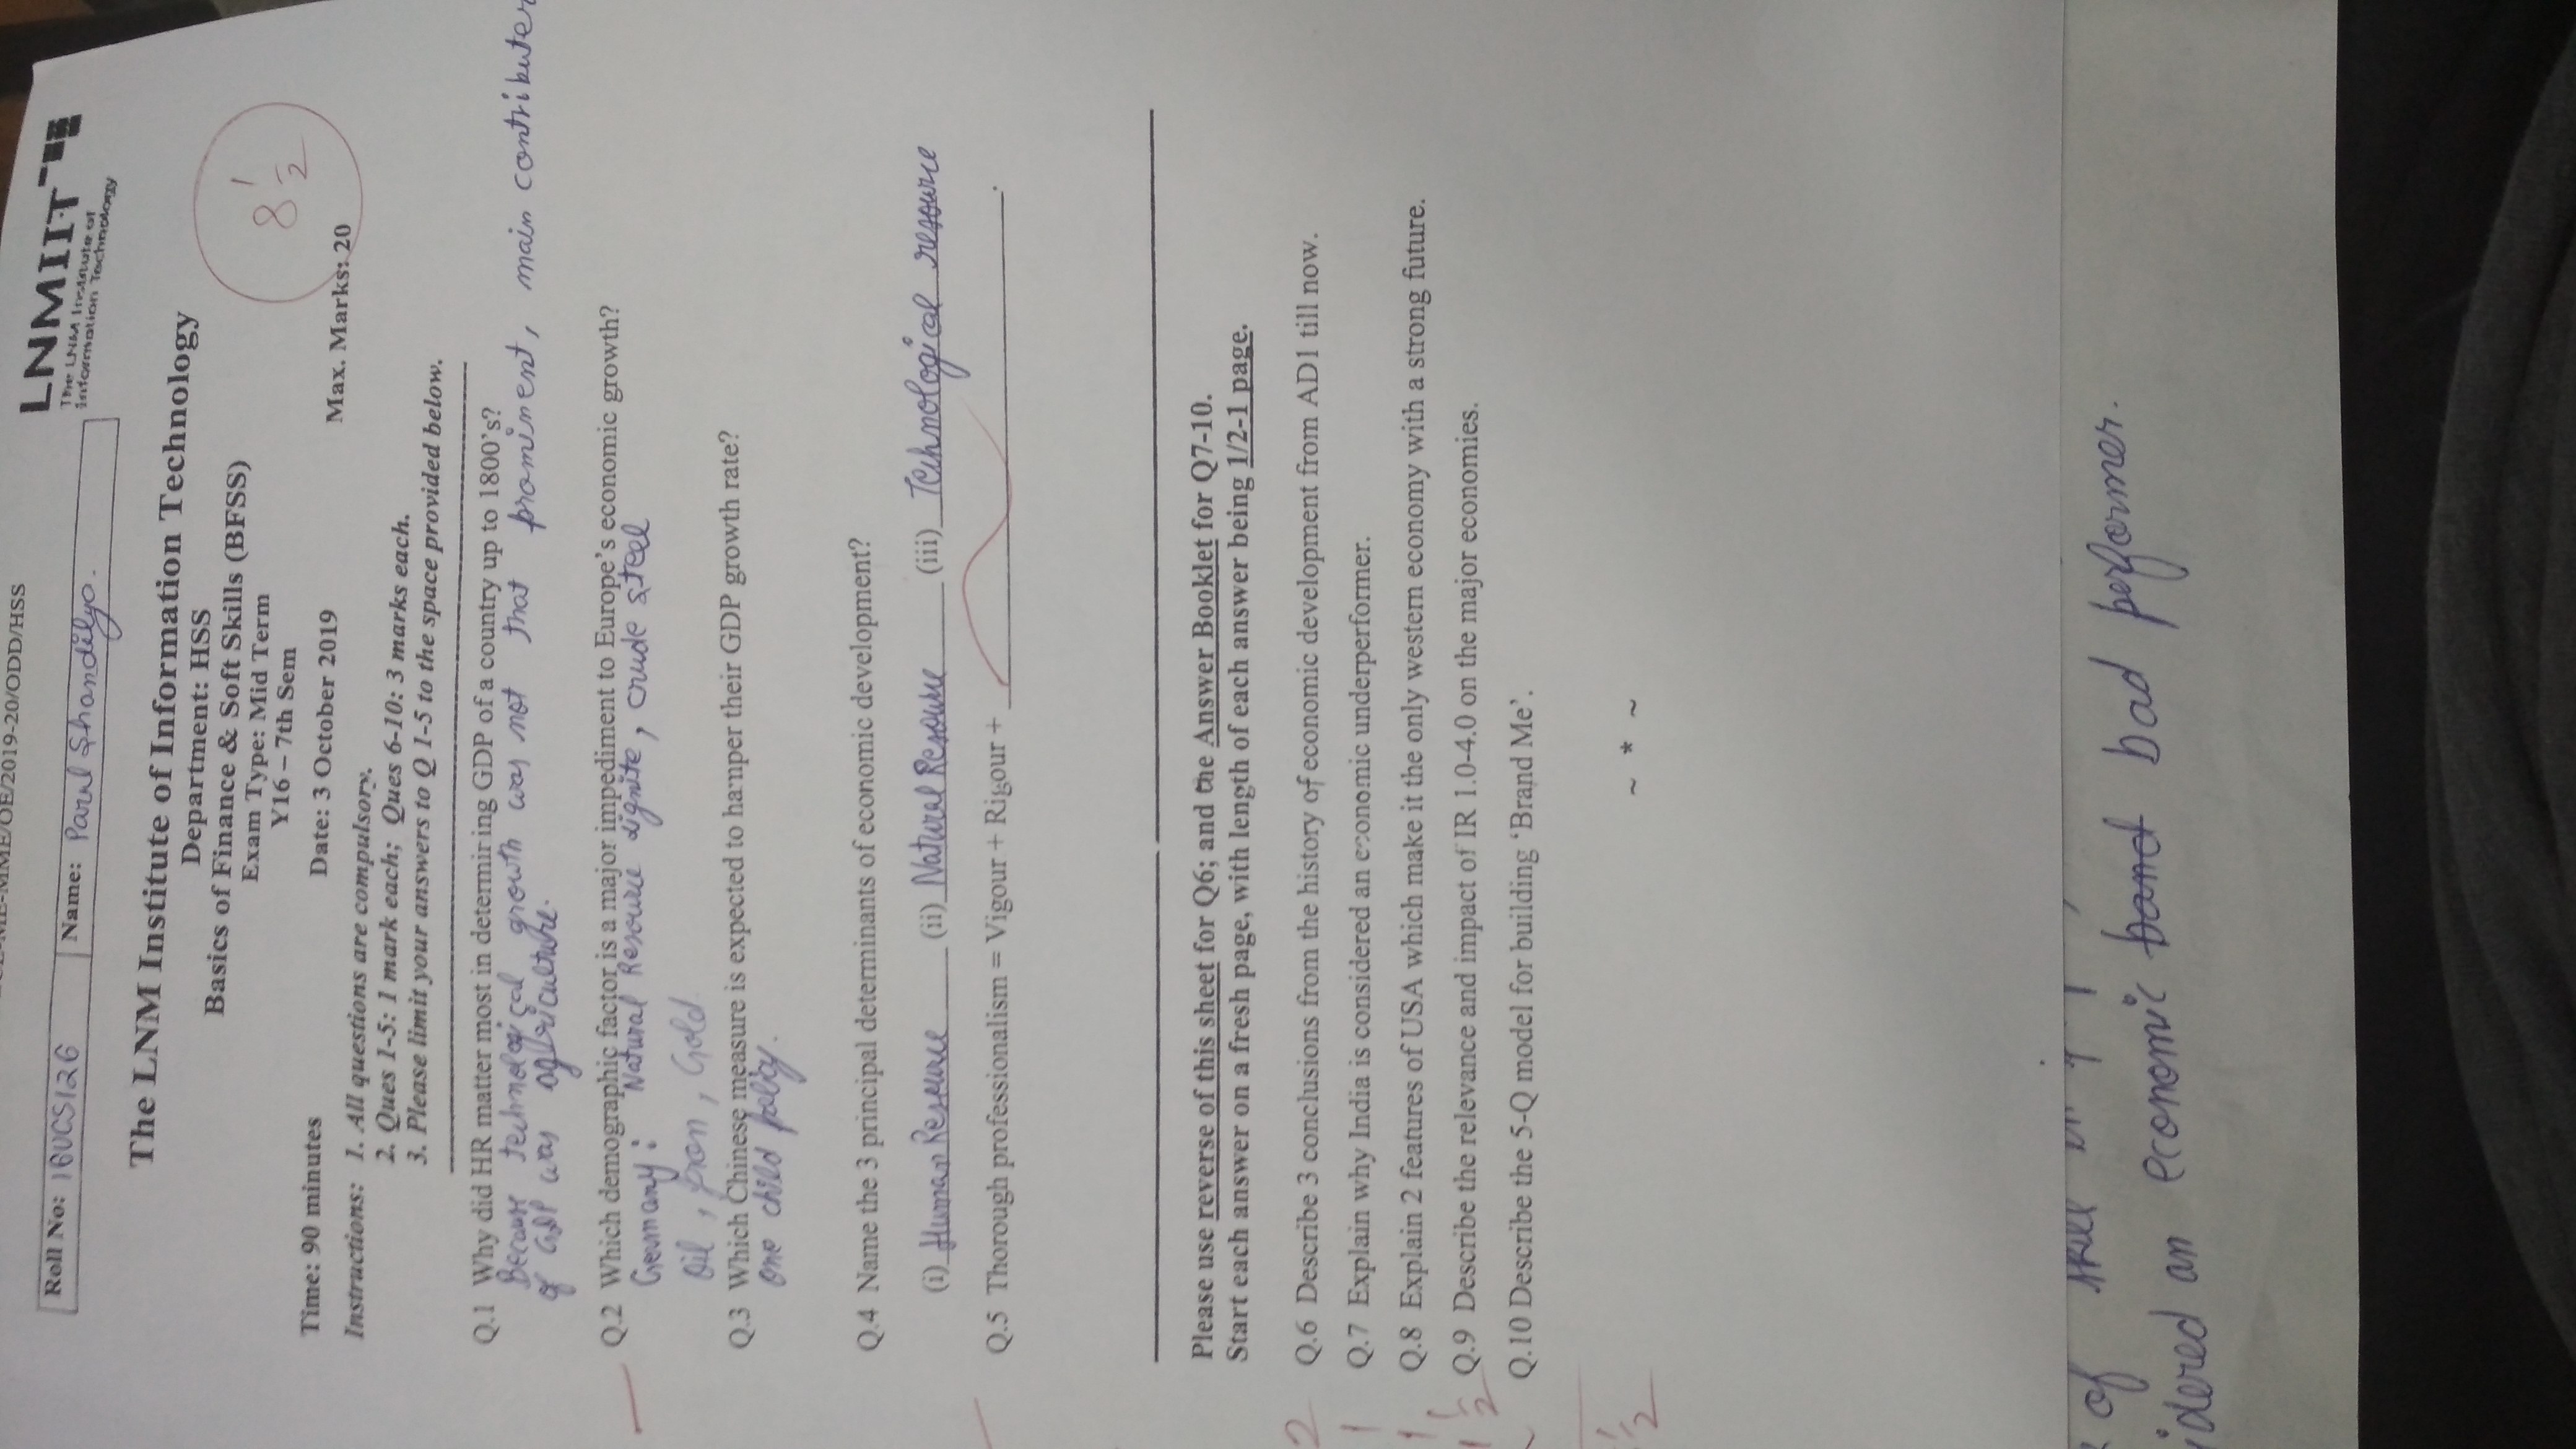 CE-ME-MME/OE/2019-20/ODD/HSS
Roll No: 16UCS126 Name: Parul Shandilya.
LNMIIT
The LNM Institute of
Information Technology
The LNM Institute of Information Technology
Department: HSS
Basics of Finance & Soft Skills (BFSS)
Exam Type: Mid Term
Y16 – 7th Sem
8 1/2
Time: 90 minutes Date: 3 October 2019 Max. Marks: 20
Instructions: 1. All questions are compulsory.
2. Ques 1-5: 1 mark each; Ques 6-10: 3 marks each.
3. Please limit your answers to Q 1-5 to the space provided below.
Q.1 Why did HR matter most in determining GDP of a country up to 1800's?
Because technological growth was not that prominent, main contributer
of GDP was agriculture.
Q.2 Which demographic factor is a major impediment to Europe's economic growth?
Germany: Natural Resource lignite, crude steel
Oil, Iron, Gold
Q.3 Which Chinese measure is expected to hamper their GDP growth rate?
One child policy.
Q.4 Name the 3 principal determinants of economic development?
(i) Human Resource (ii) Natural Resource (iii) Technological resource
Q.5 Thorough professionalism = Vigour + Rigour + ____________.
Please use reverse of this sheet for Q6; and the Answer Booklet for Q7-10.
Start each answer on a fresh page, with length of each answer being 1/2-1 page.
2 Q.6 Describe 3 conclusions from the history of economic development from AD1 till now.
1 Q.7 Explain why India is considered an economic underperformer.
1 Q.8 Explain 2 features of USA which make it the only western economy with a strong future.
1 1/2 Q.9 Describe the relevance and impact of IR 1.0-4.0 on the major economies.
Q.10 Describe the 5-Q model for building 'Brand Me'.
1/2
~ * ~
of
idered an economic band bad performer.